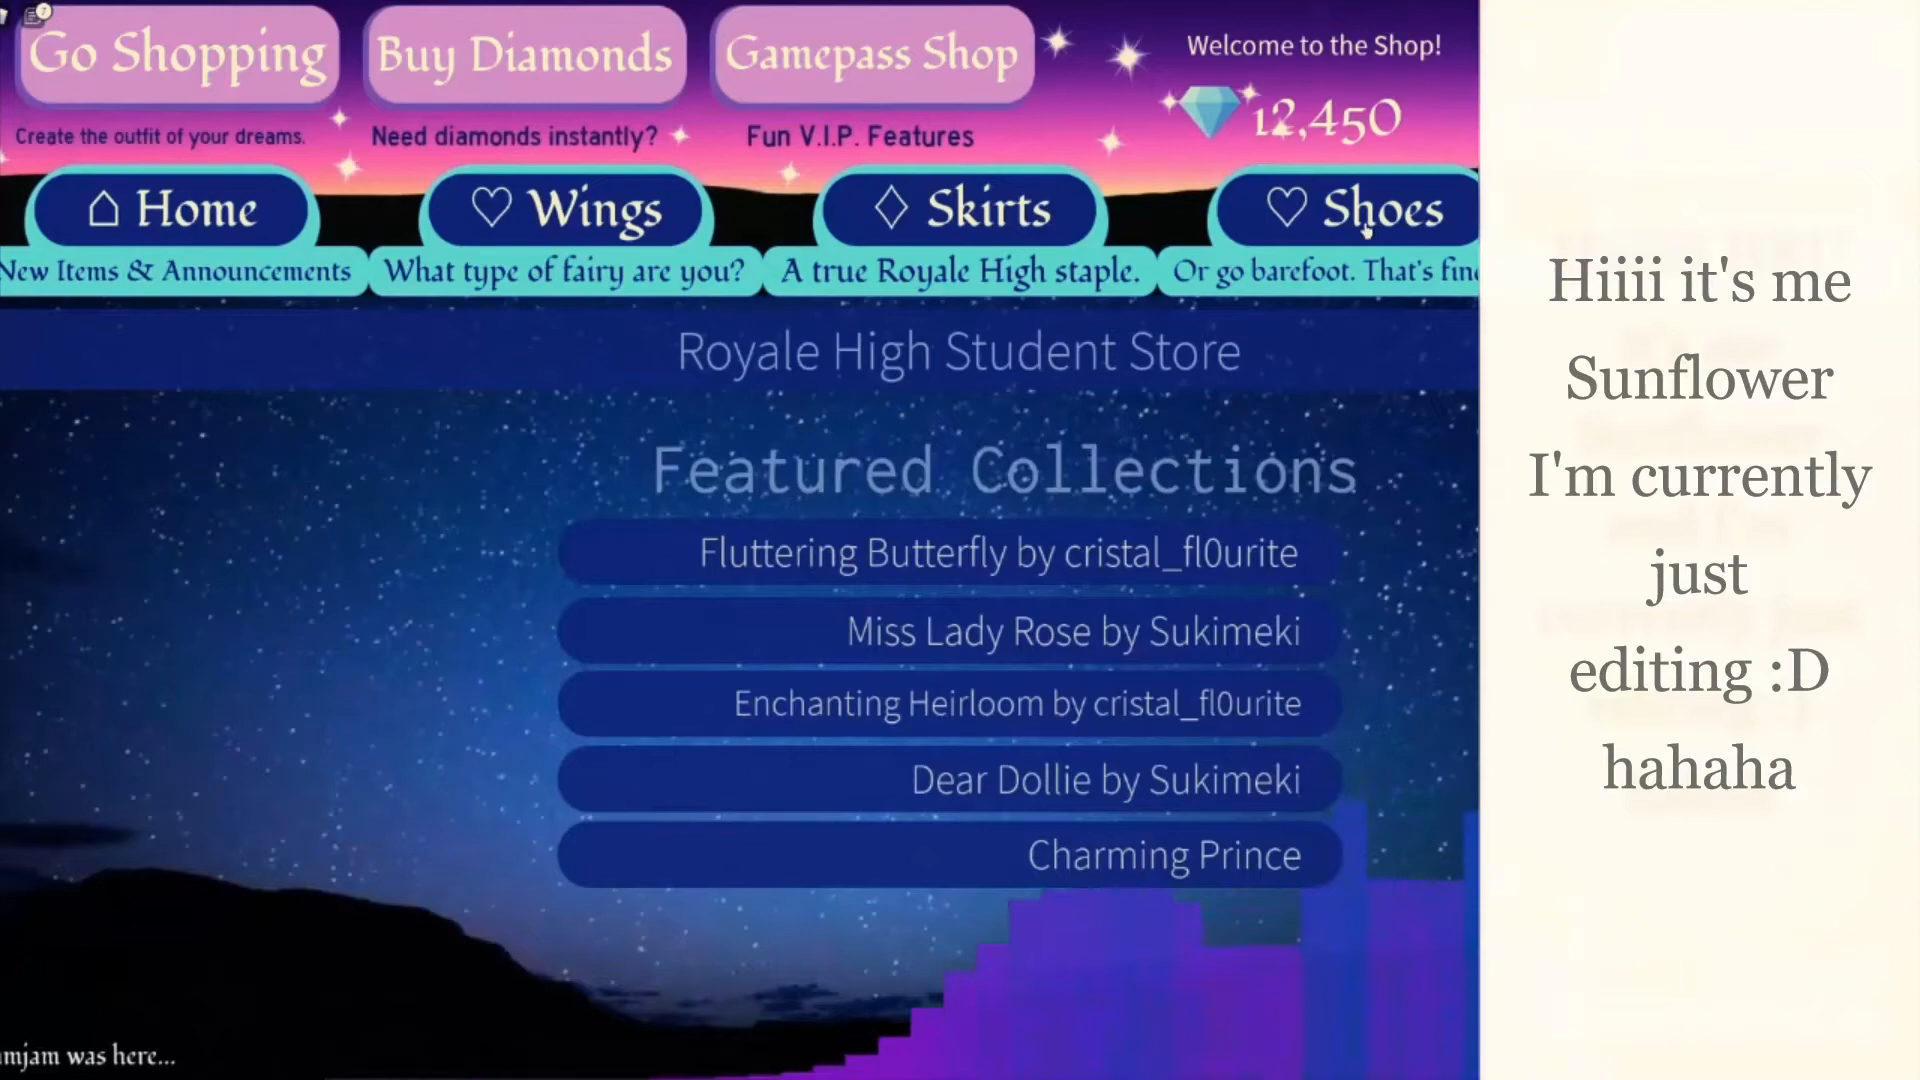 Go Shopping
Buy Diamonds
Gamepass Shop
Welcome to the Shop!
12,450
Create the outfit of your dreams.
Need diamonds instantly?
Fun V.I.P. Features
Home
Wings
Skirts
Shoes
New Items & Announcements
What type of fairy are you?
A true Royale High staple.
Or go barefoot. That's fine
Royale High Student Store
Featured Collections
Fluttering Butterfly by cristal_fl0urite
Miss Lady Rose by Sukimeki
Enchanting Heirloom by cristal_fl0urite
Dear Dollie by Sukimeki
Charming Prince
mjam was here...
Hiiii it's me
Sunflower
I'm currently
just
editing :D
hahaha